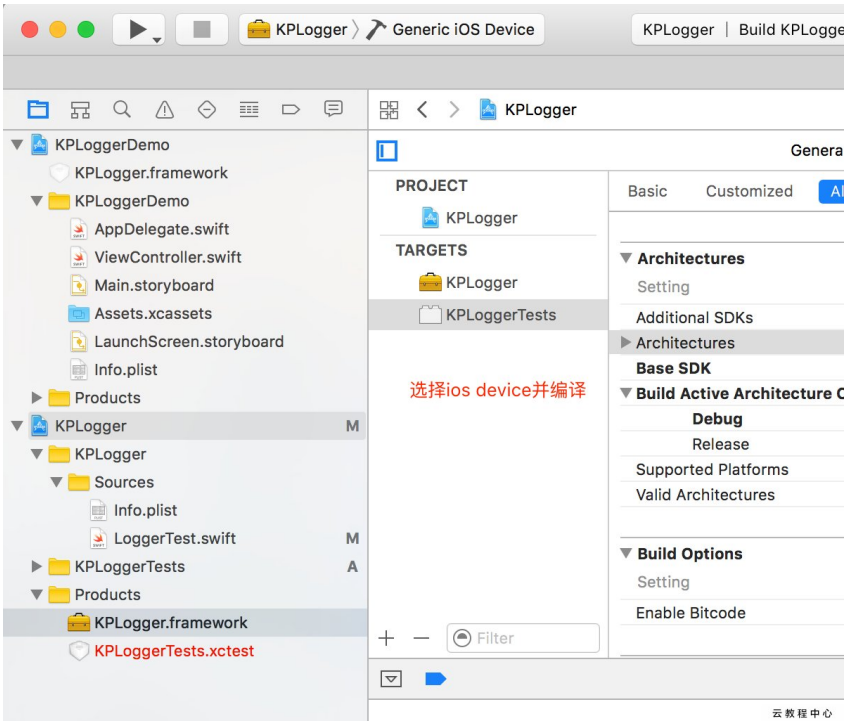 KPLogger Generic iOS Device
KPLogger | Build KPLogge
KPLogger
KPLoggerDemo
KPLogger.framework
KPLoggerDemo
AppDelegate.swift
ViewController.swift
Main.storyboard
Assets.xcassets
LaunchScreen.storyboard
Info.plist
Products
KPLogger M
KPLogger
Sources
Info.plist
LoggerTest.swift M
KPLoggerTests A
Products
KPLogger.framework
KPLoggerTests.xctest
PROJECT
KPLogger
TARGETS
KPLogger
KPLoggerTests
选择ios device并编译
Filter
Genera
Basic Customized Al
Architectures
Setting
Additional SDKs
Architectures
Base SDK
Build Active Architecture C
Debug
Release
Supported Platforms
Valid Architectures
Build Options
Setting
Enable Bitcode
云教程中心